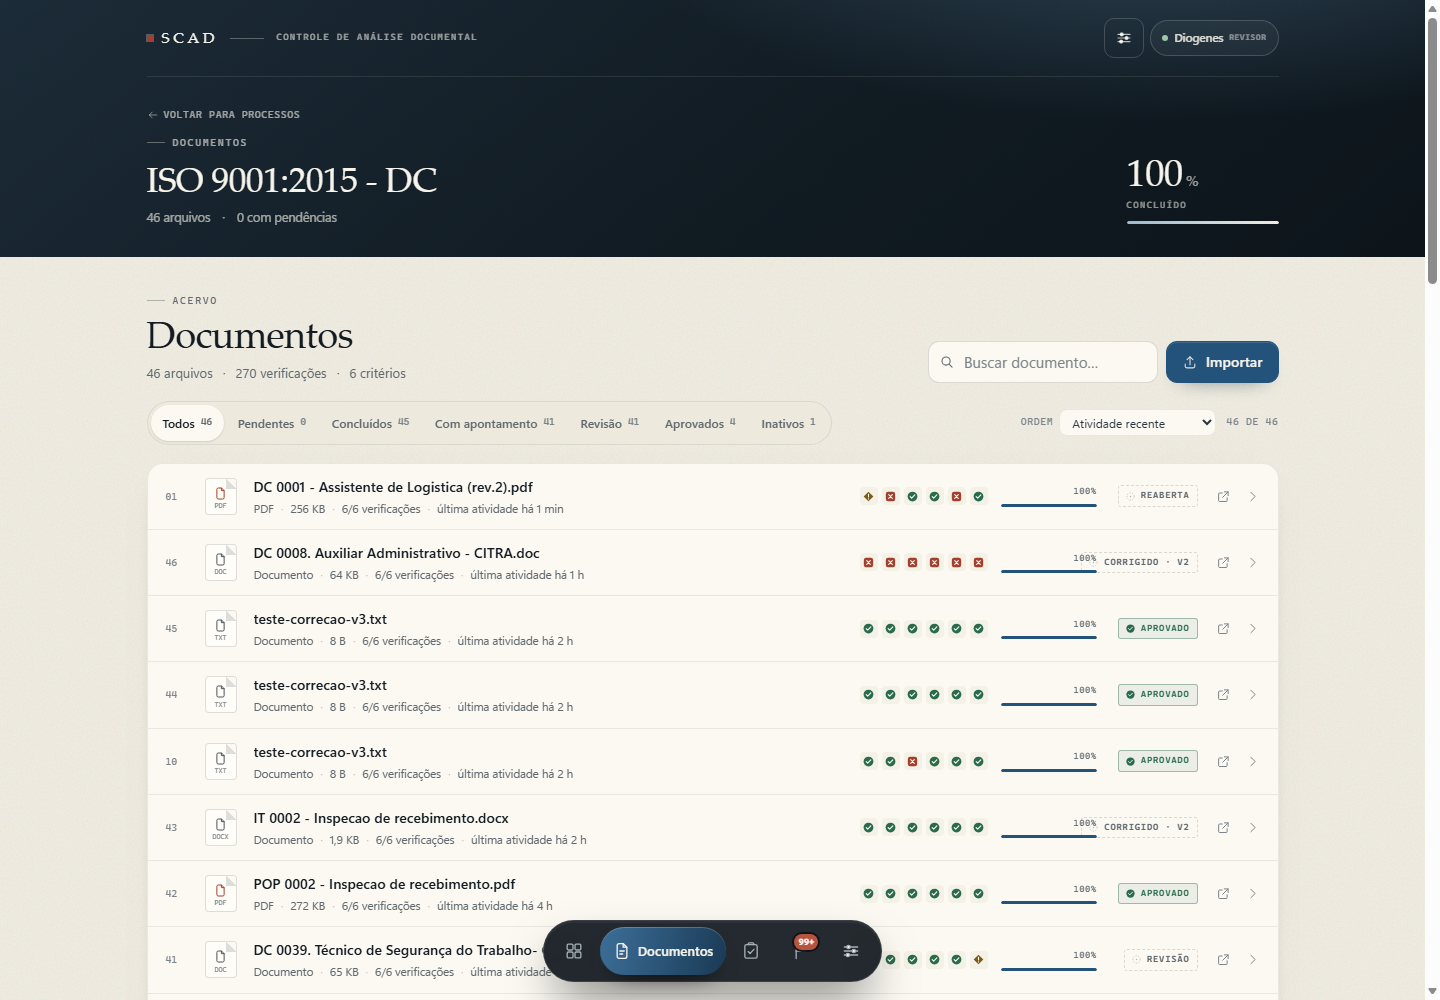 SCAD
CONTROLE DE ANÁLISE DOCUMENTAL
Diogenes REVISOR
← VOLTAR PARA PROCESSOS
DOCUMENTOS
ISO 9001:2015 - DC
46 arquivos · 0 com pendências
100 %
CONCLUÍDO
ACERVO
Documentos
46 arquivos · 270 verificações · 6 critérios
Buscar documento...
Importar
Todos 46 Pendentes 0 Concluídos 45 Com apontamento 41 Revisão 41 Aprovados 4 Inativos 1
ORDEM Atividade recente 46 DE 46
01 PDF DC 0001 - Assistente de Logistica (rev.2).pdf 100% REABERTA
PDF · 256 KB · 6/6 verificações · última atividade há 1 min
46 DOC DC 0008. Auxiliar Administrativo - CITRA.doc 100% CORRIGIDO · V2
Documento · 64 KB · 6/6 verificações · última atividade há 1 h
45 TXT teste-correcao-v3.txt 100% APROVADO
Documento · 8 B · 6/6 verificações · última atividade há 2 h
44 TXT teste-correcao-v3.txt 100% APROVADO
Documento · 8 B · 6/6 verificações · última atividade há 2 h
10 TXT teste-correcao-v3.txt 100% APROVADO
Documento · 8 B · 6/6 verificações · última atividade há 2 h
43 DOCX IT 0002 - Inspecao de recebimento.docx 100% CORRIGIDO · V2
Documento · 1,9 KB · 6/6 verificações · última atividade há 2 h
42 PDF POP 0002 - Inspecao de recebimento.pdf 100% APROVADO
PDF · 272 KB · 6/6 verificações · última atividade há 4 h
41 DOC DC 0039. Técnico de Segurança do Trabalho- 100% REVISÃO
Documento · 65 KB · 6/6 verificações · última atividade
Documentos
99+